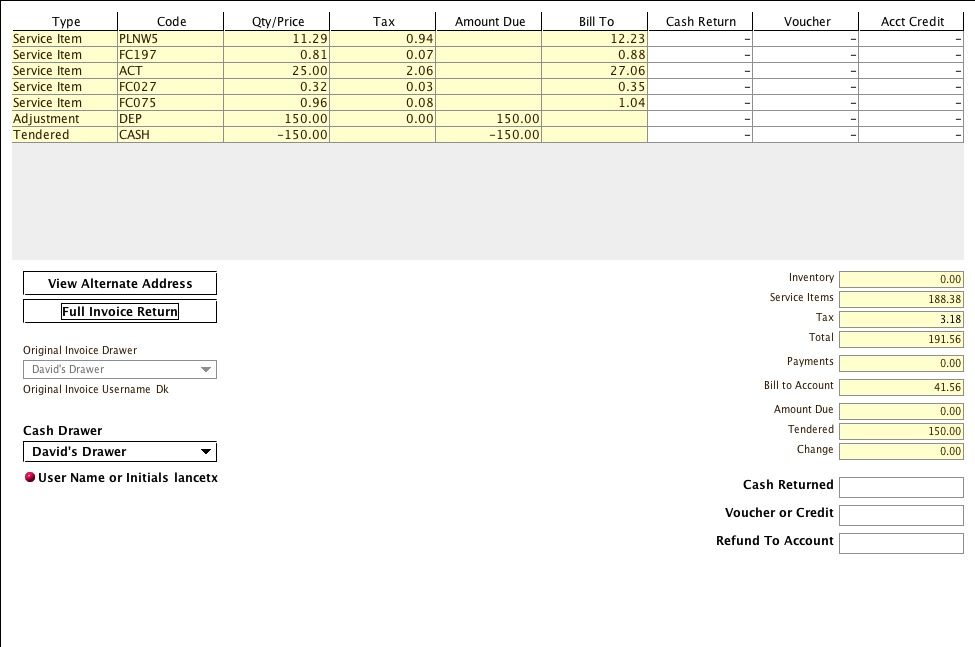 Type Code Qty/Price Tax Amount Due Bill To Cash Return Voucher Acct Credit
Service Item PLNW5 11.29 0.94 12.23 – – –
Service Item FC197 0.81 0.07 0.88 – – –
Service Item ACT 25.00 2.06 27.06 – – –
Service Item FC027 0.32 0.03 0.35 – – –
Service Item FC075 0.96 0.08 1.04 – – –
Adjustment DEP 150.00 0.00 150.00 – – –
Tendered CASH –150.00 –150.00 – – –
View Alternate Address
Full Invoice Return
Original Invoice Drawer
David's Drawer
Original Invoice Username Dk
Cash Drawer
David's Drawer
User Name or Initials lancetx
Inventory 0.00
Service Items 188.38
Tax 3.18
Total 191.56
Payments 0.00
Bill to Account 41.56
Amount Due 0.00
Tendered 150.00
Change 0.00
Cash Returned
Voucher or Credit
Refund To Account